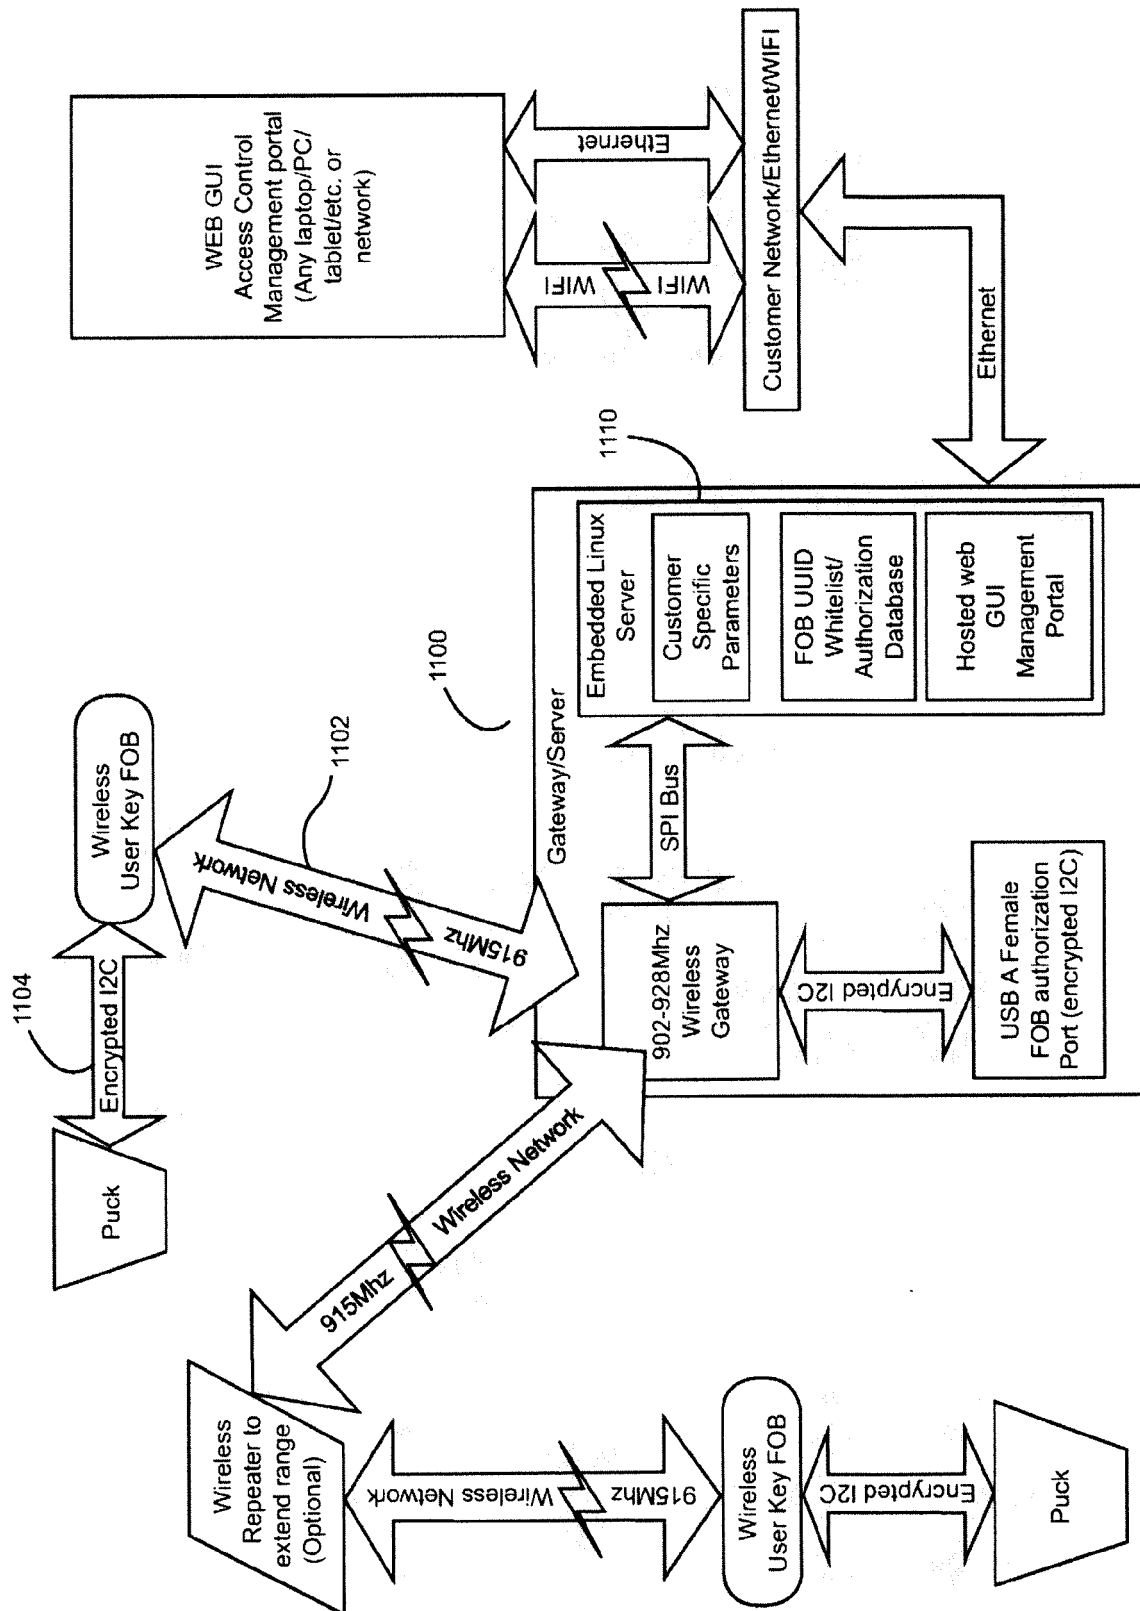 Puck
1104
Encrypted I2C
Wireless
User Key FOB
WEB GUI
Access Control
Management portal
(Any laptop/PC/
tablet/etc. or
network)
Wireless
Repeater to
extend range
(Optional)
915Mhz
Wireless Network
Wireless Network
915Mhz
1102
1100
WIFI
WIFI
Ethernet
Wireless Network
915Mhz
Gateway/Server
902-928Mhz
Wireless
Gateway
SPI Bus
Embedded Linux
Server
1110
Customer
Specific
Parameters
FOB UUID
Whitelist/
Authorization
Database
Hosted web
GUI
Management
Portal
Customer Network/Ethernet/WIFI
Ethernet
Wireless
User Key FOB
Encrypted I2C
Encrypted I2C
Puck
USB A Female
FOB authorization
Port (encrypted I2C)